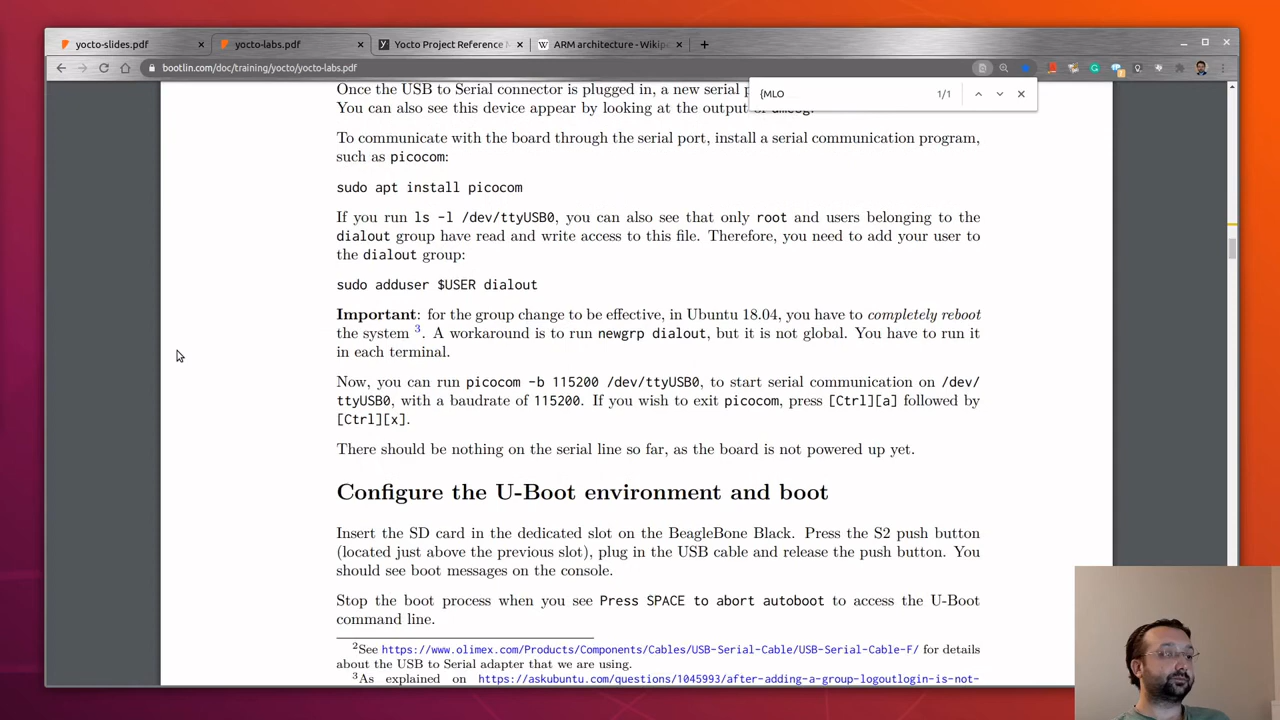 yocto-slides.pdf
yocto-labs.pdf
Yocto Project Reference M
ARM architecture - Wikip
bootlin.com/doc/training/yocto/yocto-labs.pdf
{MLO
1/1
Once the USB to Serial connector is plugged in, a new serial p
You can also see this device appear by looking at the output of dmesg.
To communicate with the board through the serial port, install a serial communication program,
such as picocom:
sudo apt install picocom
If you run ls -l /dev/ttyUSB0, you can also see that only root and users belonging to the
dialout group have read and write access to this file. Therefore, you need to add your user to
the dialout group:
sudo adduser $USER dialout
Important: for the group change to be effective, in Ubuntu 18.04, you have to completely reboot
the system 3. A workaround is to run newgrp dialout, but it is not global. You have to run it
in each terminal.
Now, you can run picocom -b 115200 /dev/ttyUSB0, to start serial communication on /dev/
ttyUSB0, with a baudrate of 115200. If you wish to exit picocom, press [Ctrl][a] followed by
[Ctrl][x].
There should be nothing on the serial line so far, as the board is not powered up yet.
Configure the U-Boot environment and boot
Insert the SD card in the dedicated slot on the BeagleBone Black. Press the S2 push button
(located just above the previous slot), plug in the USB cable and release the push button. You
should see boot messages on the console.
Stop the boot process when you see Press SPACE to abort autoboot to access the U-Boot
command line.
2See https://www.olimex.com/Products/Components/Cables/USB-Serial-Cable/USB-Serial-Cable-F/ for details
about the USB to Serial adapter that we are using.
3As explained on https://askubuntu.com/questions/1045993/after-adding-a-group-logoutlogin-is-not-